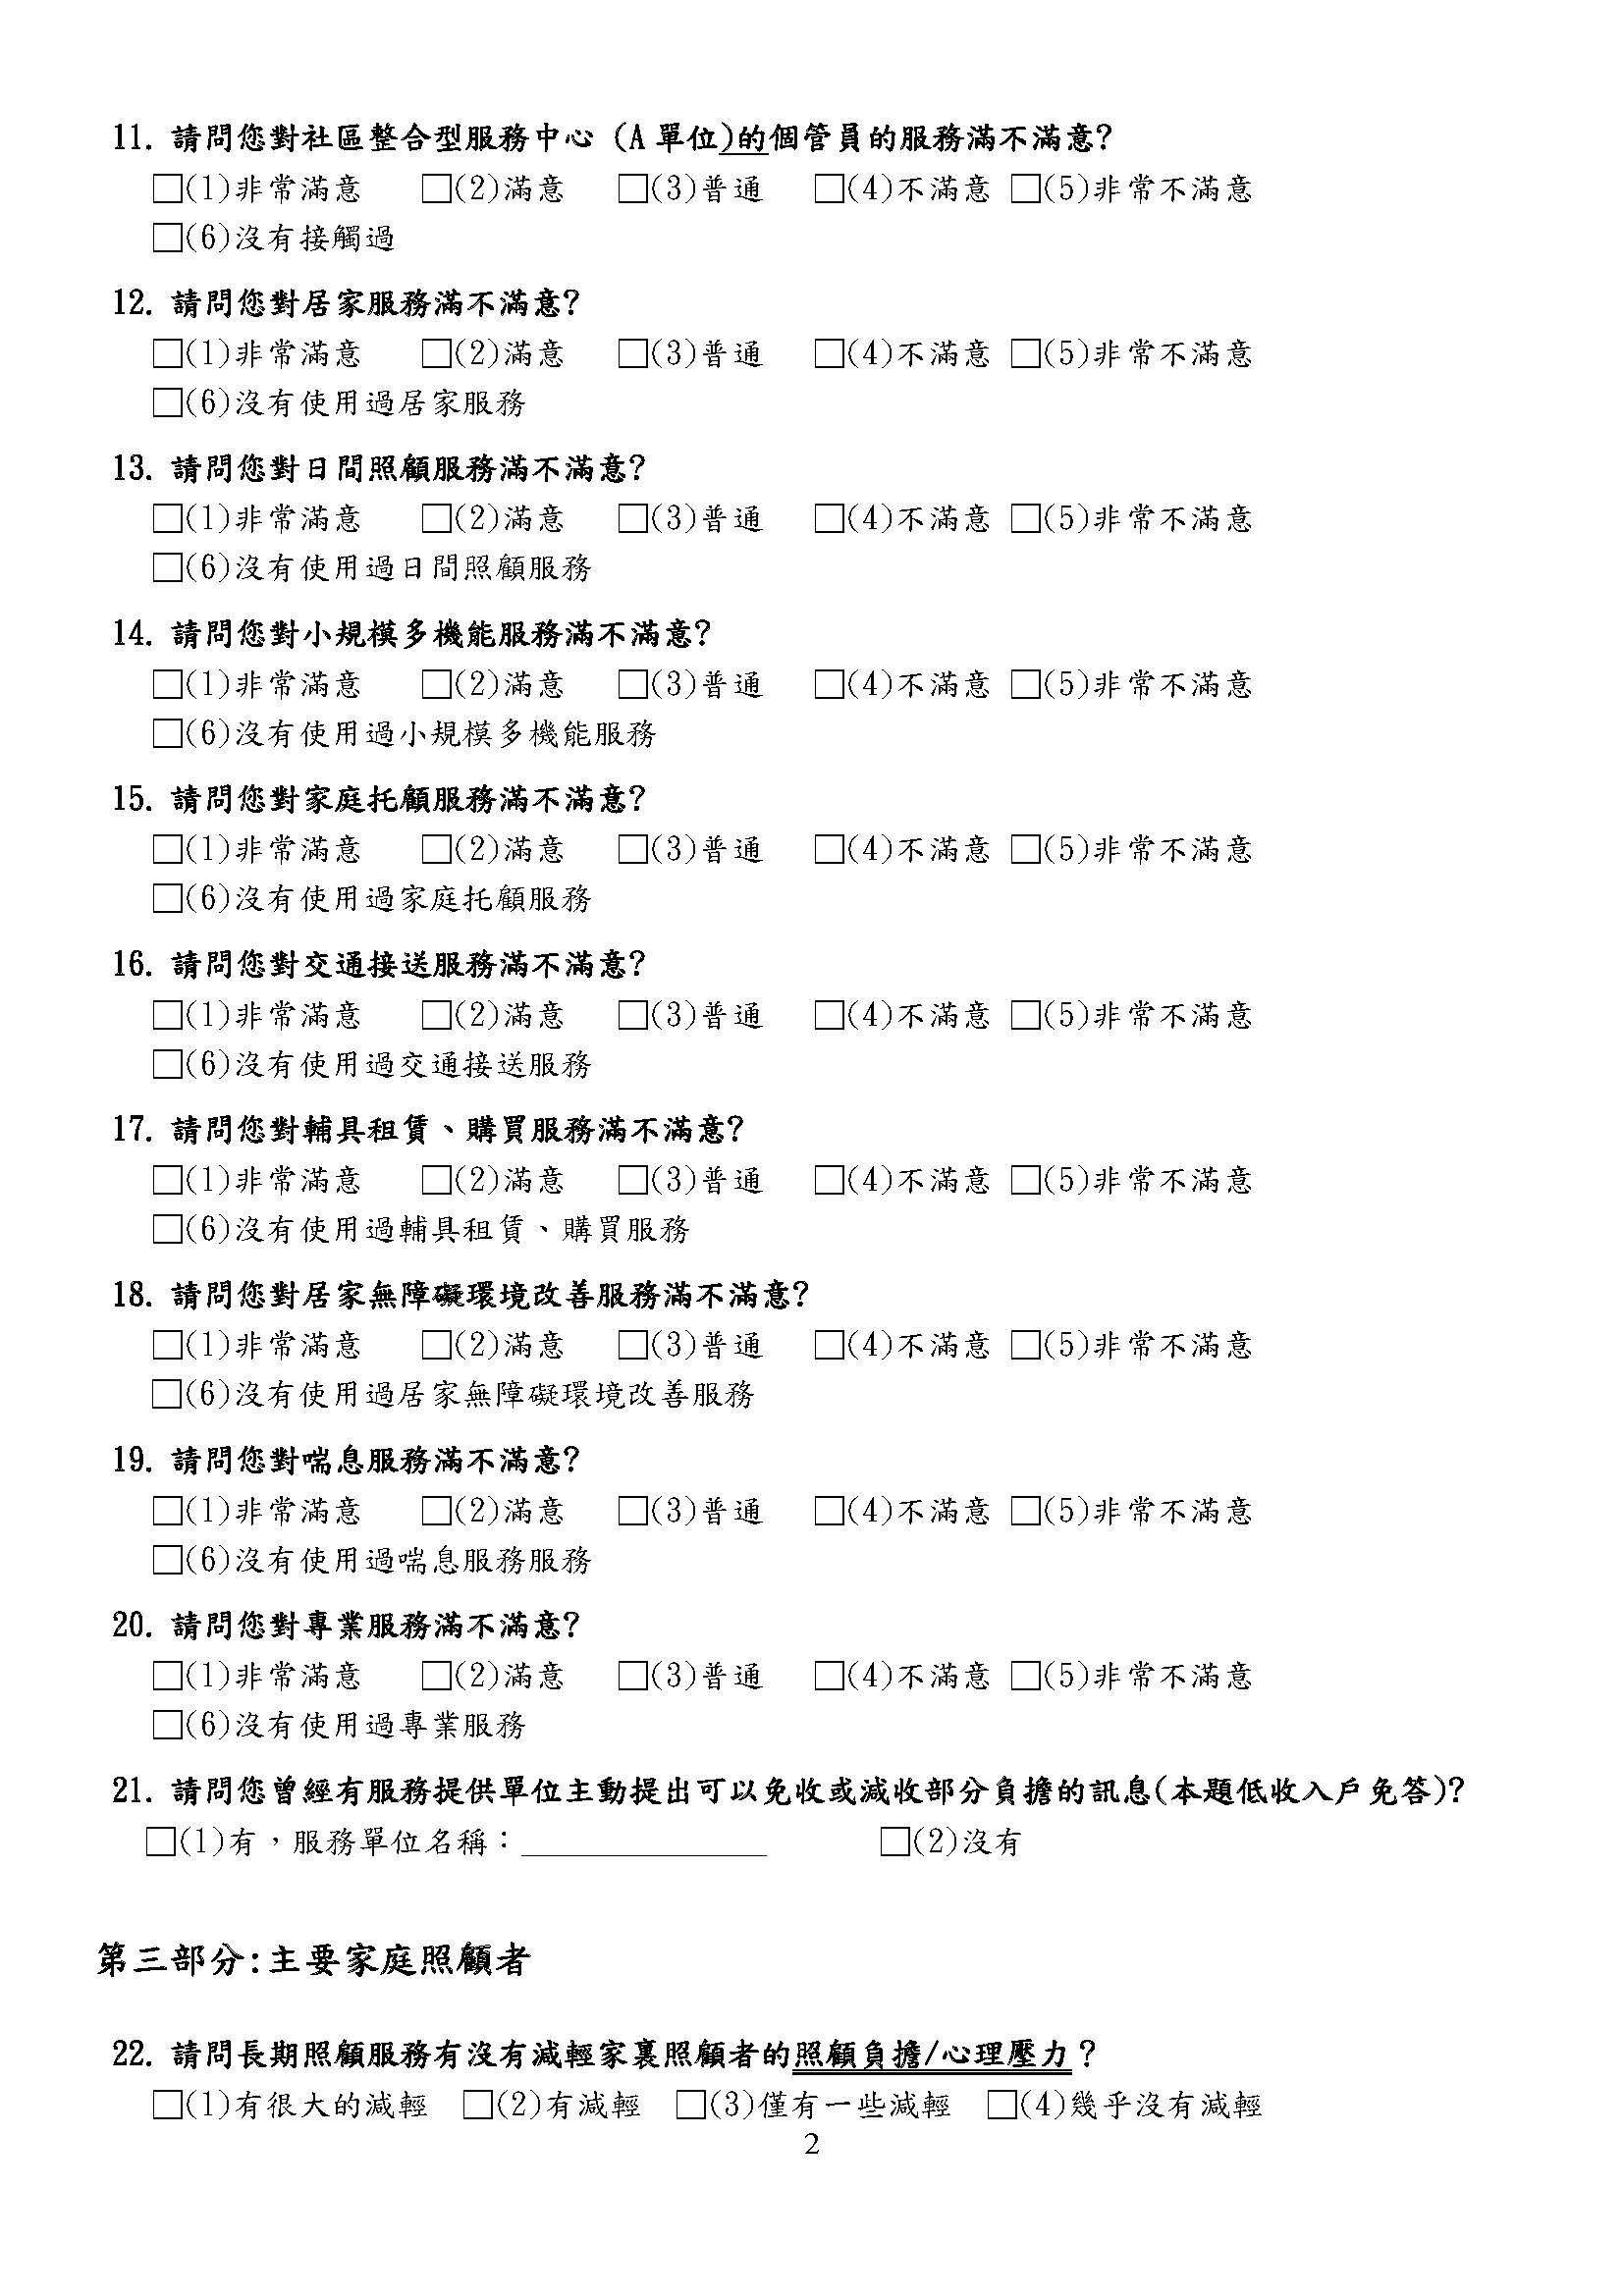 11. 請問您對社區整合型服務中心 (A 單位)的個管員的服務滿不滿意?
□(1)非常滿意 □(2)滿意 □(3)普通 □(4)不滿意 □(5)非常不滿意
□(6)沒有接觸過
12. 請問您對居家服務滿不滿意?
□(1)非常滿意 □(2)滿意 □(3)普通 □(4)不滿意 □(5)非常不滿意
□(6)沒有使用過居家服務
13. 請問您對日間照顧服務滿不滿意?
□(1)非常滿意 □(2)滿意 □(3)普通 □(4)不滿意 □(5)非常不滿意
□(6)沒有使用過日間照顧服務
14. 請問您對小規模多機能服務滿不滿意?
□(1)非常滿意 □(2)滿意 □(3)普通 □(4)不滿意 □(5)非常不滿意
□(6)沒有使用過小規模多機能服務
15. 請問您對家庭托顧服務滿不滿意?
□(1)非常滿意 □(2)滿意 □(3)普通 □(4)不滿意 □(5)非常不滿意
□(6)沒有使用過家庭托顧服務
16. 請問您對交通接送服務滿不滿意?
□(1)非常滿意 □(2)滿意 □(3)普通 □(4)不滿意 □(5)非常不滿意
□(6)沒有使用過交通接送服務
17. 請問您對輔具租賃、購買服務滿不滿意?
□(1)非常滿意 □(2)滿意 □(3)普通 □(4)不滿意 □(5)非常不滿意
□(6)沒有使用過輔具租賃、購買服務
18. 請問您對居家無障礙環境改善服務滿不滿意?
□(1)非常滿意 □(2)滿意 □(3)普通 □(4)不滿意 □(5)非常不滿意
□(6)沒有使用過居家無障礙環境改善服務
19. 請問您對喘息服務滿不滿意?
□(1)非常滿意 □(2)滿意 □(3)普通 □(4)不滿意 □(5)非常不滿意
□(6)沒有使用過喘息服務服務
20. 請問您對專業服務滿不滿意?
□(1)非常滿意 □(2)滿意 □(3)普通 □(4)不滿意 □(5)非常不滿意
□(6)沒有使用過專業服務
21. 請問您曾經有服務提供單位主動提出可以免收或減收部分負擔的訊息(本題低收入戶免答)?
□(1)有，服務單位名稱：_______________ □(2)沒有
第三部分:主要家庭照顧者
22. 請問長期照顧服務有沒有減輕家裏照顧者的照顧負擔/心理壓力？
□(1)有很大的減輕 □(2)有減輕 □(3)僅有一些減輕 □(4)幾乎沒有減輕
2